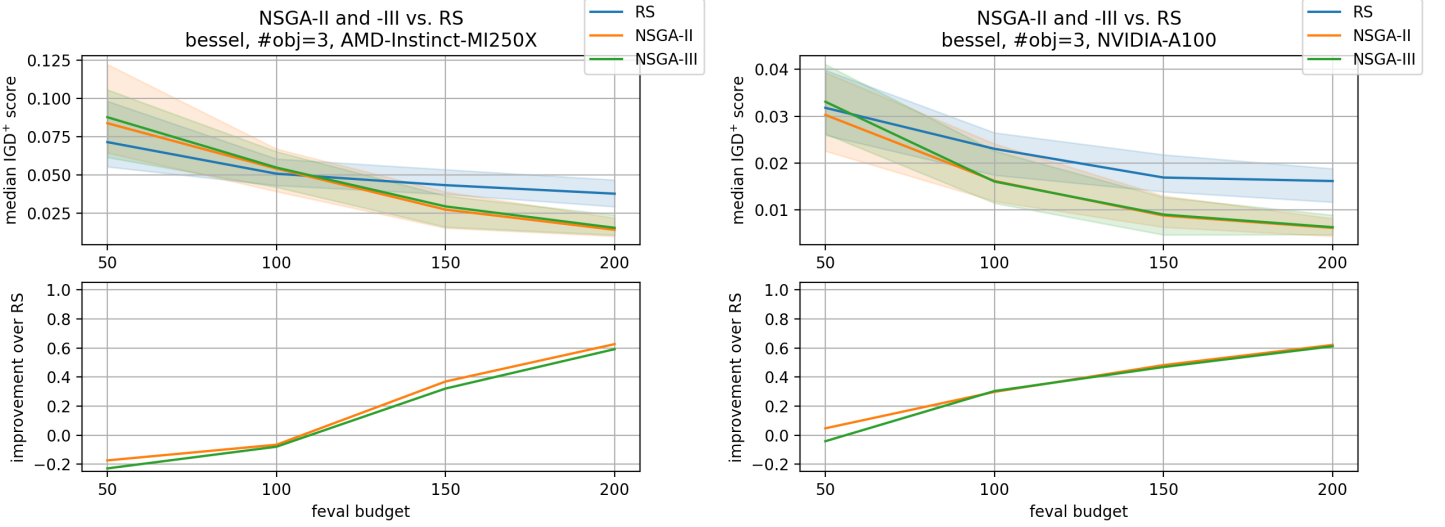 NSGA-II and -III vs. RS
bessel, #obj=3, AMD-Instinct-MI250X
RS
NSGA-II
NSGA-III
median IGD⁺ score
0.125
0.100
0.075
0.050
0.025
50 100 150 200
improvement over RS
1.0
0.8
0.6
0.4
0.2
0.0
−0.2
50 100 150 200
feval budget
NSGA-II and -III vs. RS
bessel, #obj=3, NVIDIA-A100
RS
NSGA-II
NSGA-III
median IGD⁺ score
0.04
0.03
0.02
0.01
50 100 150 200
improvement over RS
1.0
0.8
0.6
0.4
0.2
0.0
−0.2
50 100 150 200
feval budget